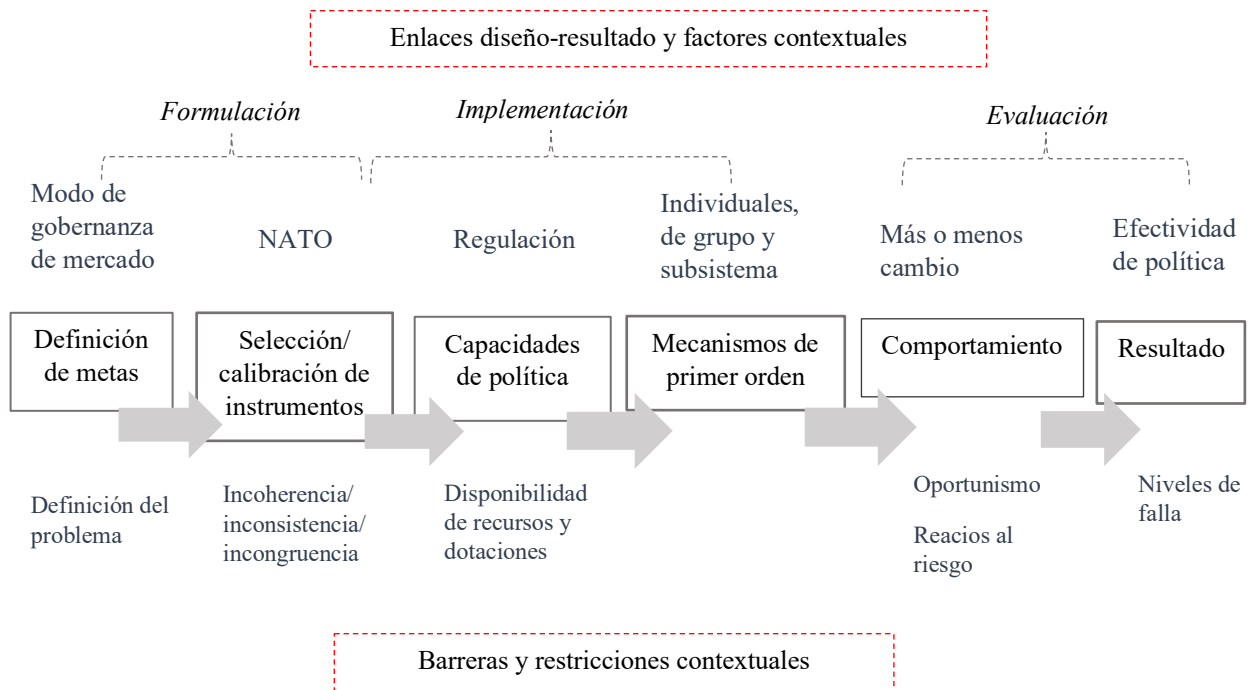 Enlaces diseño-resultado y factores contextuales
Formulación
Implementación
Evaluación
Modo de
gobernanza
de mercado
NATO
Regulación
Individuales,
de grupo y
subsistema
Más o menos
cambio
Efectividad
de política
Definición
de metas
Selección/
calibración de
instrumentos
Capacidades
de política
Mecanismos de
primer orden
Comportamiento
Resultado
Definición del
problema
Incoherencia/
inconsistencia/
incongruencia
Disponibilidad
de recursos y
dotaciones
Oportunismo
Reacios al
riesgo
Niveles de
falla
Barreras y restricciones contextuales